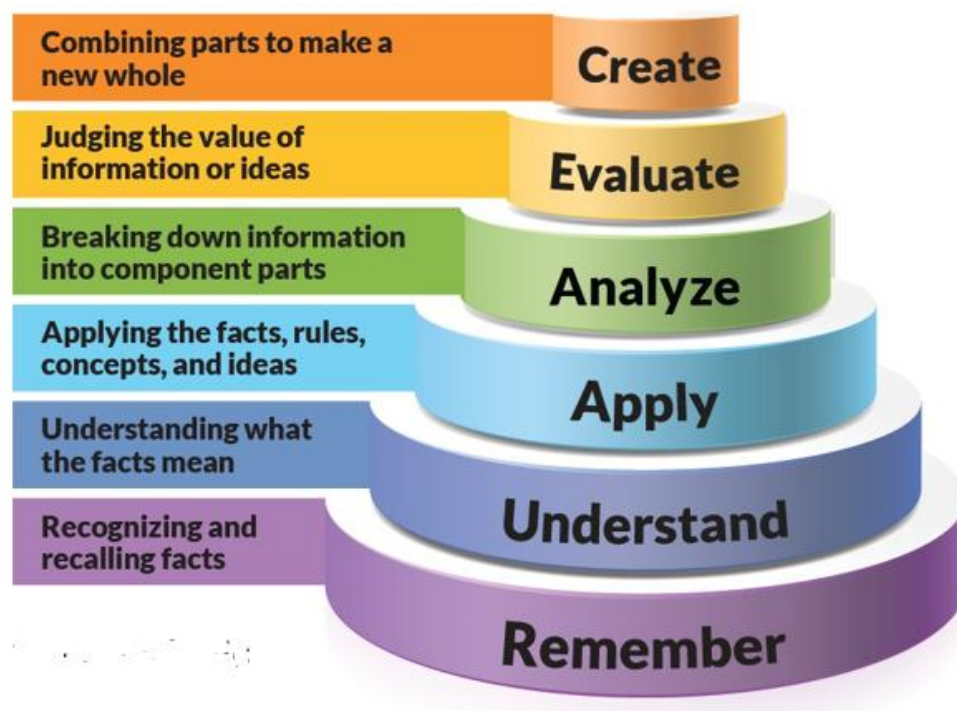 Combining parts to make a
new whole
Create
Judging the value of
information or ideas
Evaluate
Breaking down information
into component parts
Analyze
Applying the facts, rules,
concepts, and ideas
Apply
Understanding what
the facts mean
Understand
Recognizing and
recalling facts
Remember